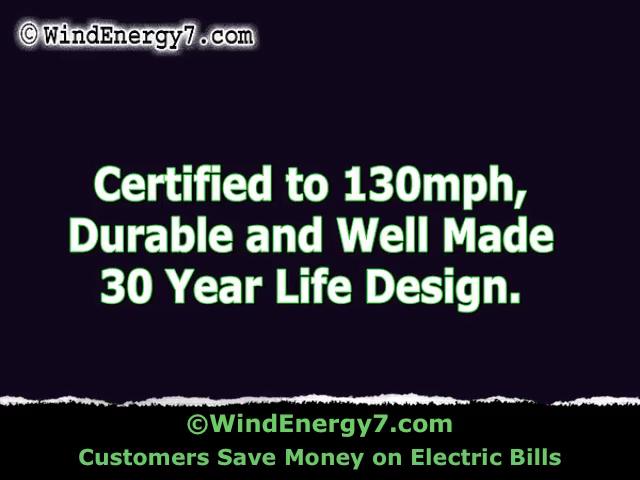 © WindEnergy7.com
Certified to 130mph,
Durable and Well Made
30 Year Life Design.
©WindEnergy7.com
Customers Save Money on Electric Bills